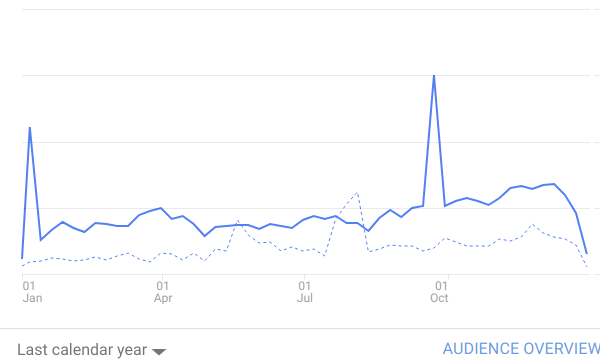 01 01 01 01
Jan Apr Jul Oct
Last calendar year
AUDIENCE OVERVIEW